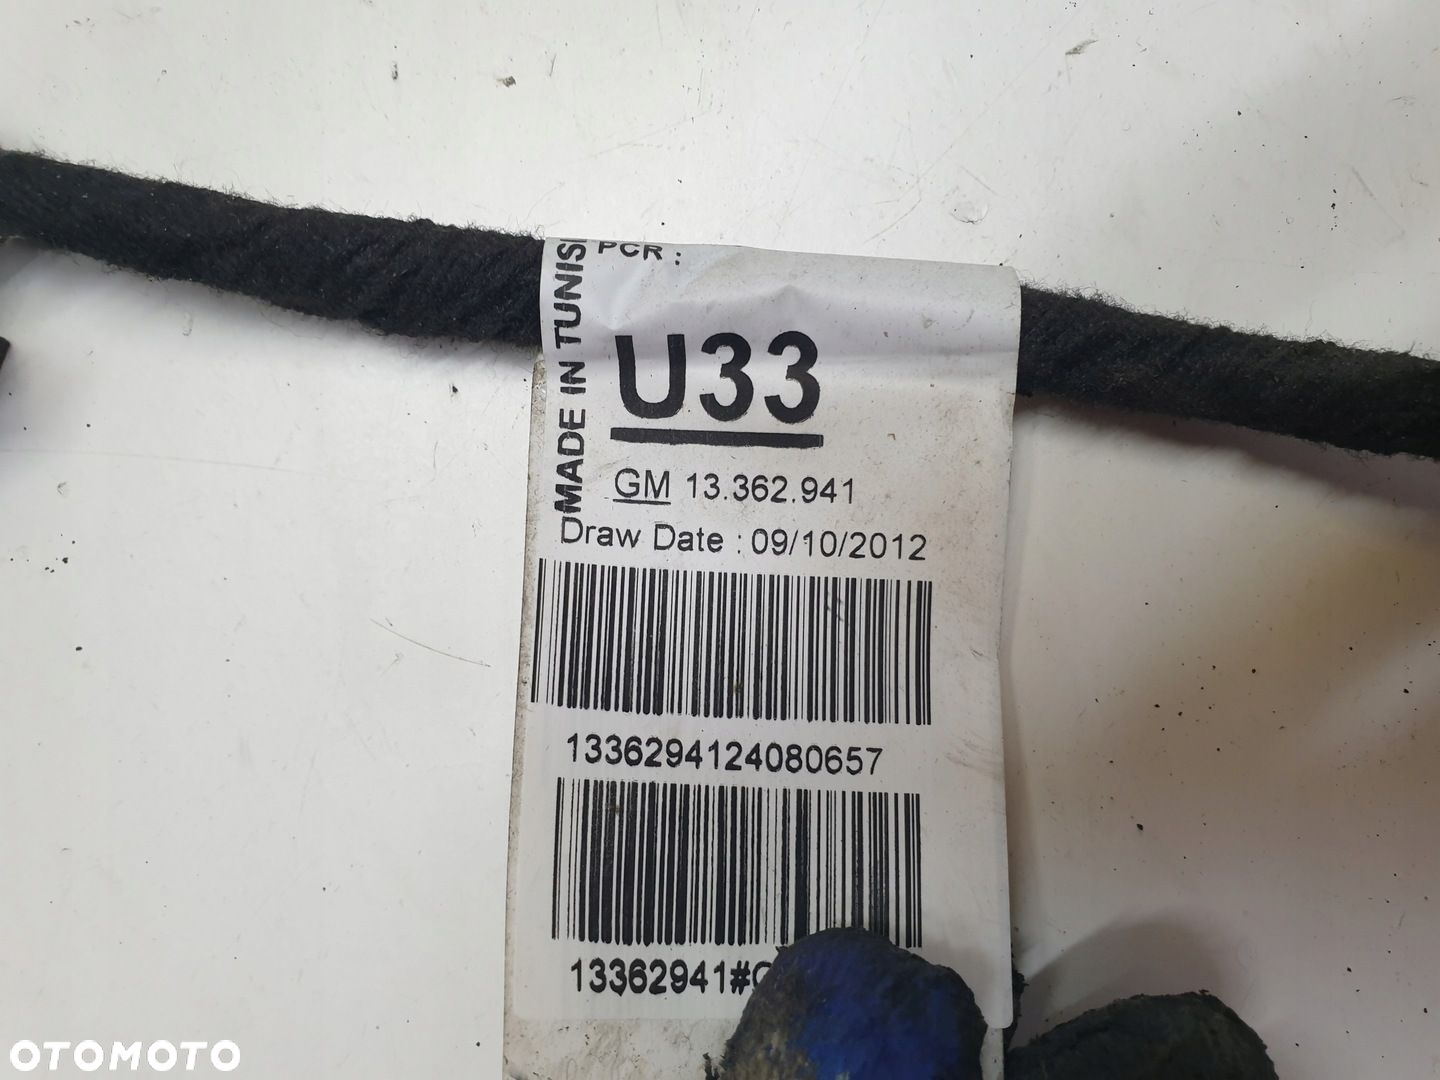 PCR :
MADE IN TUNIS
U33
GM 13.362.941
Draw Date : 09/10/2012
1336294124080657
13362941#
OTOMOTO